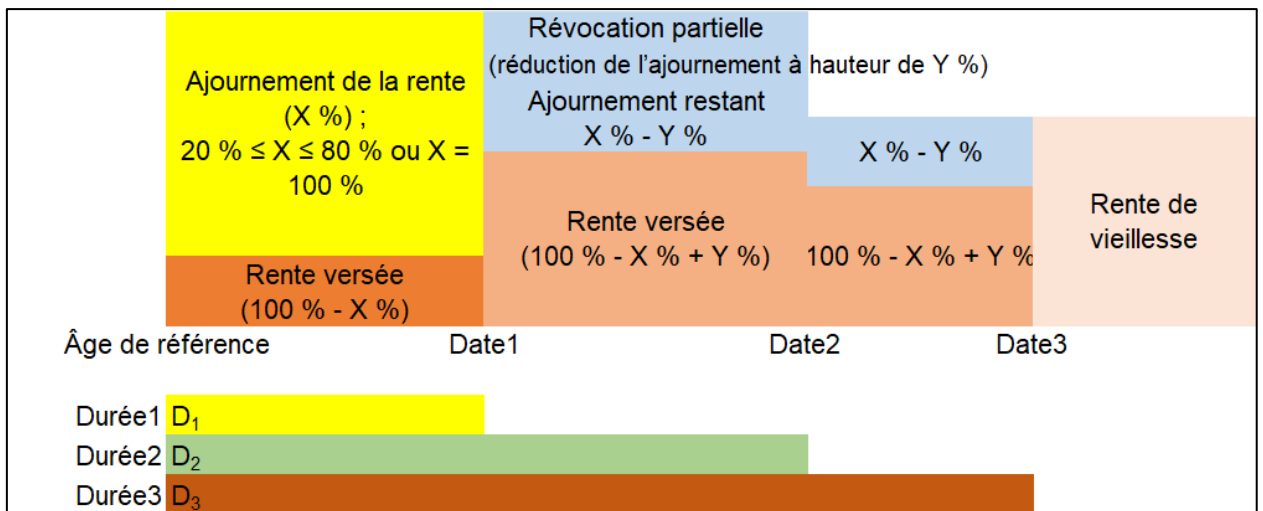 Ajournement de la rente
(X %) ;
20 % ≤ X ≤ 80 % ou X =
100 %
Rente versée
(100 % - X %)
Révocation partielle
(réduction de l'ajournement à hauteur de Y %)
Ajournement restant
X % - Y %
Rente versée
(100 % - X % + Y %)
X % - Y %
100 % - X % + Y %
Rente de
vieillesse
Âge de référence Date1 Date2 Date3
Durée1 D₁
Durée2 D₂
Durée3 D₃